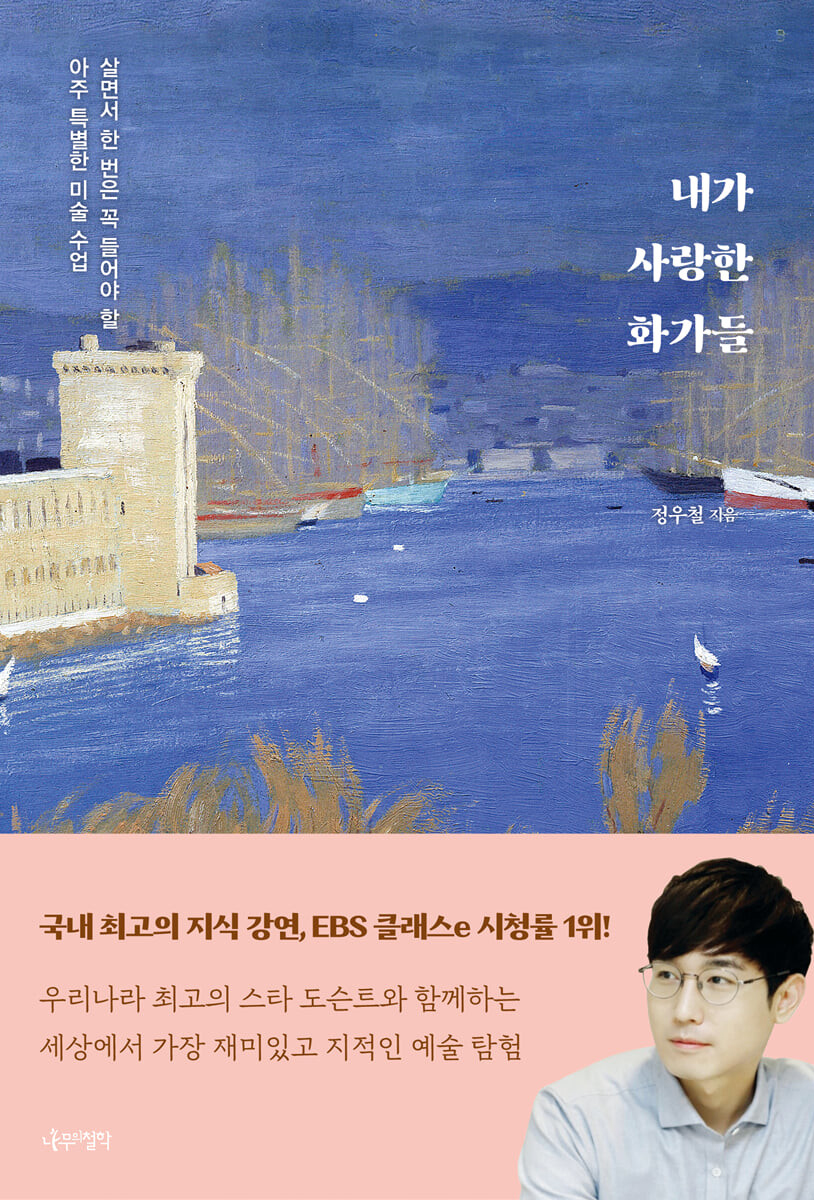 살면서 한 번은 꼭 들어야 할
아주 특별한 미술 수업
내가
사랑한
화가들
정우철 지음
국내 최고의 지식 강연, EBS 클래스e 시청률 1위!
우리나라 최고의 스타 도슨트와 함께하는
세상에서 가장 재미있고 지적인 예술 탐험
나무의철학